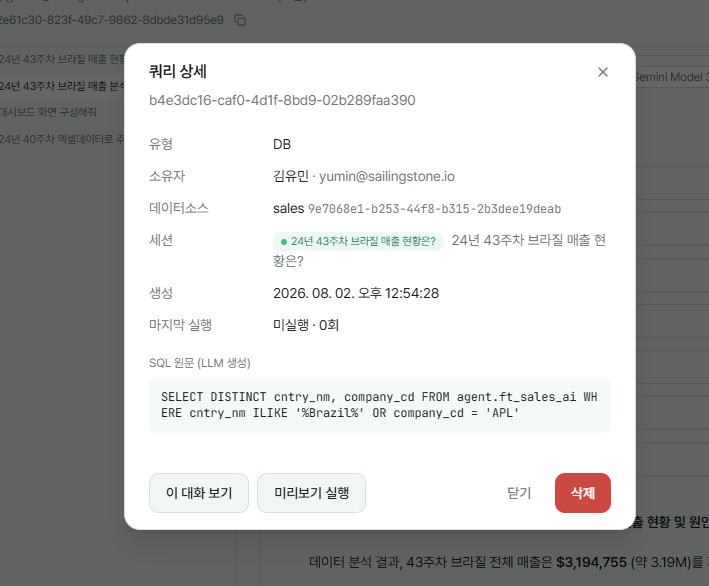 2e61c30-823f-49c7-9862-8dbde31d95e9
24년 43주차 브라질 매출 현황
24년 43주차 브라질 매출 분석
대시보드 화면 구성해줘
24년 40주차 엑셀데이터로 추
Gemini Model 3
쿼리 상세
b4e3dc16-caf0-4d1f-8bd9-02b289faa390
유형 DB
소유자 김유민 · yumin@sailingstone.io
데이터소스 sales 9e7068e1-b253-44f8-b315-2b3dee19deab
세션 24년 43주차 브라질 매출 현황은? 24년 43주차 브라질 매출 현
황은?
생성 2026. 08. 02. 오후 12:54:28
마지막 실행 미실행 · 0회
SQL 원문 (LLM 생성)
SELECT DISTINCT cntry_nm, company_cd FROM agent.ft_sales_ai WH
ERE cntry_nm ILIKE '%Brazil%' OR company_cd = 'APL'
이 대화 보기 미리보기 실행 닫기 삭제
출 현황 및 원인
데이터 분석 결과, 43주차 브라질 전체 매출은 $3,194,755 (약 3.19M)를